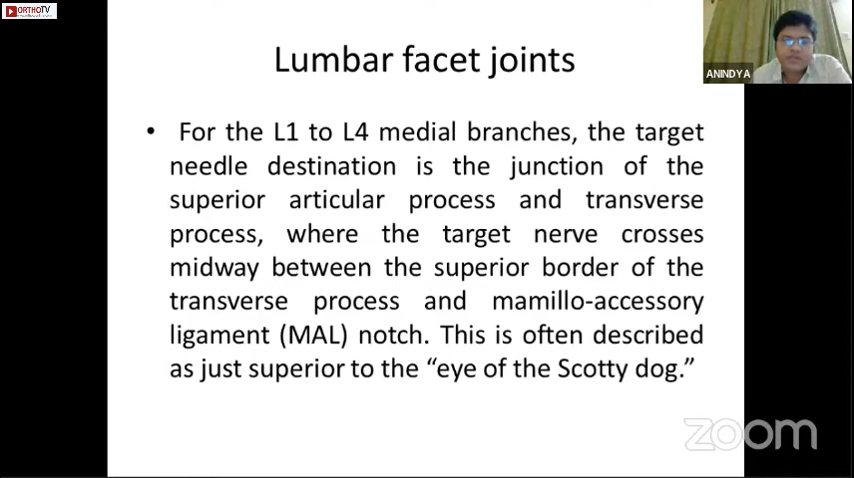 ORTHOTV
Lumbar facet joints
ANINDYA
• For the L1 to L4 medial branches, the target
needle destination is the junction of the
superior articular process and transverse
process, where the target nerve crosses
midway between the superior border of the
transverse process and mamillo-accessory
ligament (MAL) notch. This is often described
as just superior to the “eye of the Scotty dog.”
zoom